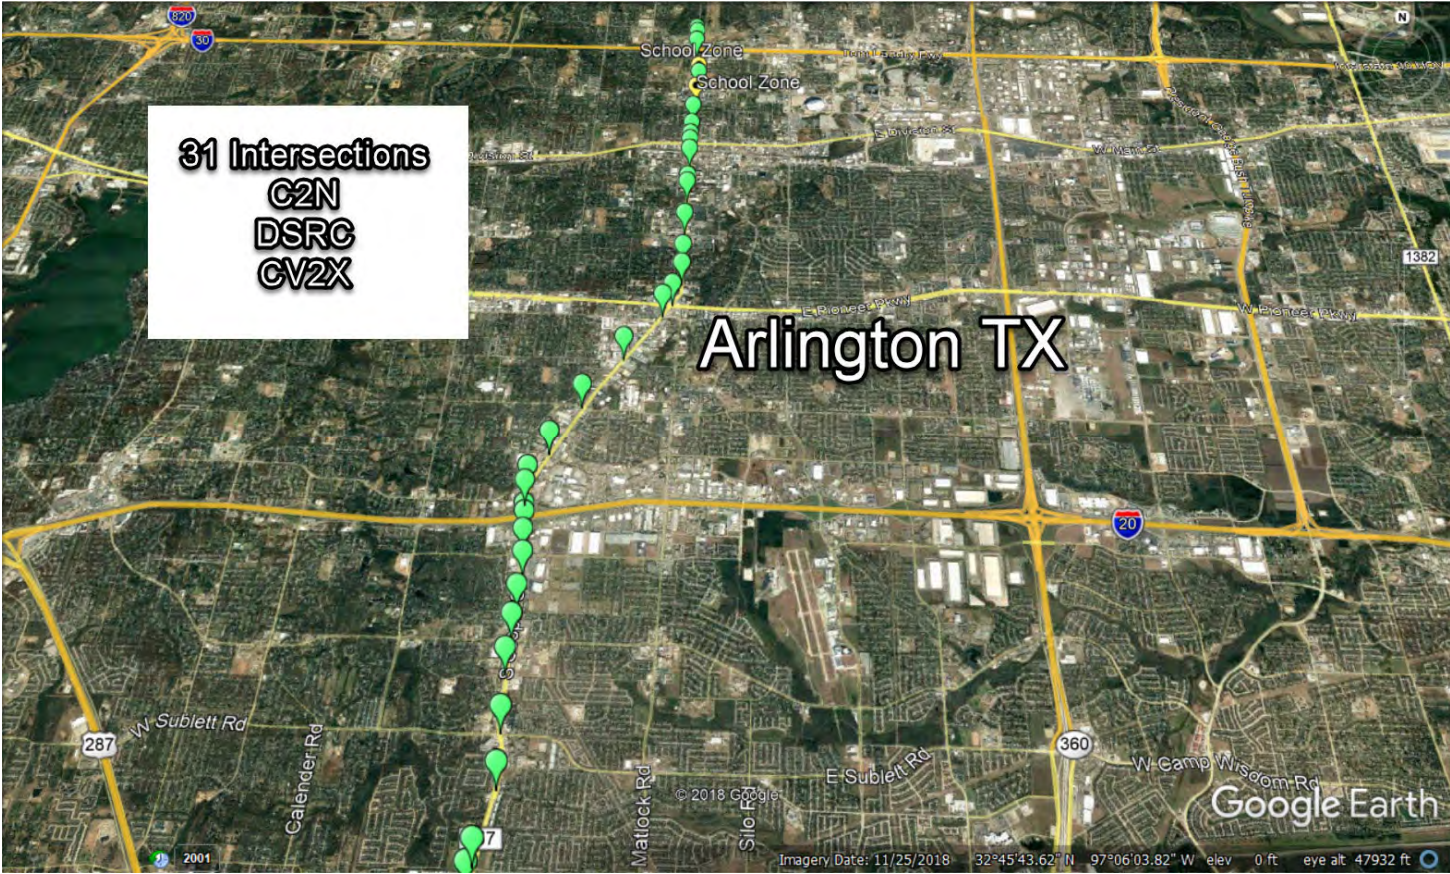 820
30
N
School Zone
School Zone
31 Intersections
C2N
DSRC
CV2X
E Division St
W Main St
1382
E Pioneer Pkwy
W Pioneer Pkwy
Arlington TX
20
W Sublett Rd
287
Calender Rd
Matlock Rd
Silo Rd
E Sublett Rd
360
W Camp Wisdom Rd
© 2018 Google
Google Earth
7
2001
Imagery Date: 11/25/2018 32°45'43.62" N 97°06'03.82" W elev 0 ft eye alt 47932 ft